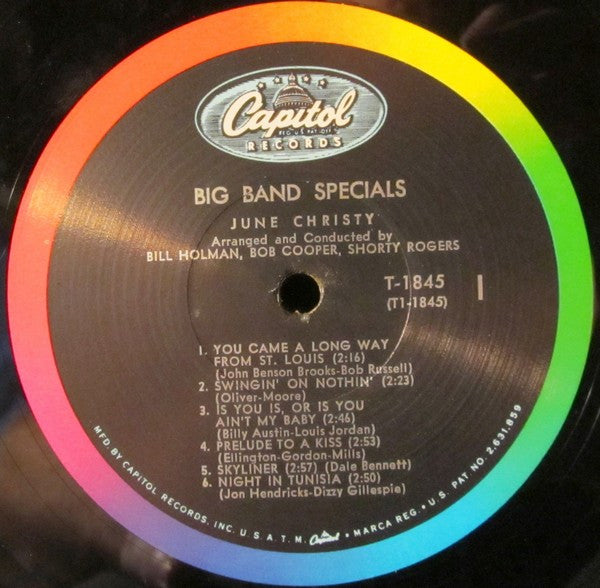 Capitol
REG. U.S. PAT. OFF.
RECORDS
BIG BAND SPECIALS
JUNE CHRISTY
Arranged and Conducted by
BILL HOLMAN, BOB COOPER, SHORTY ROGERS
T-1845 1
(T1-1845)
1. YOU CAME A LONG WAY
FROM ST. LOUIS (2:16)
(John Benson Brooks-Bob Russell)
2. SWINGIN' ON NOTHIN' (2:23)
(Oliver-Moore)
3. IS YOU IS, OR IS YOU
AIN'T MY BABY (2:46)
(Billy Austin-Louis Jordan)
4. PRELUDE TO A KISS (2:53)
(Ellington-Gordon-Mills)
5. SKYLINER (2:57) (Dale Bennett)
6. NIGHT IN TUNISIA (2:50)
(Jon Hendricks-Dizzy Gillespie)
MFD. BY CAPITOL RECORDS, INC. U.S.A. T.M. Capitol • MARCA REG. • U.S. PAT. NO. 2,631,859